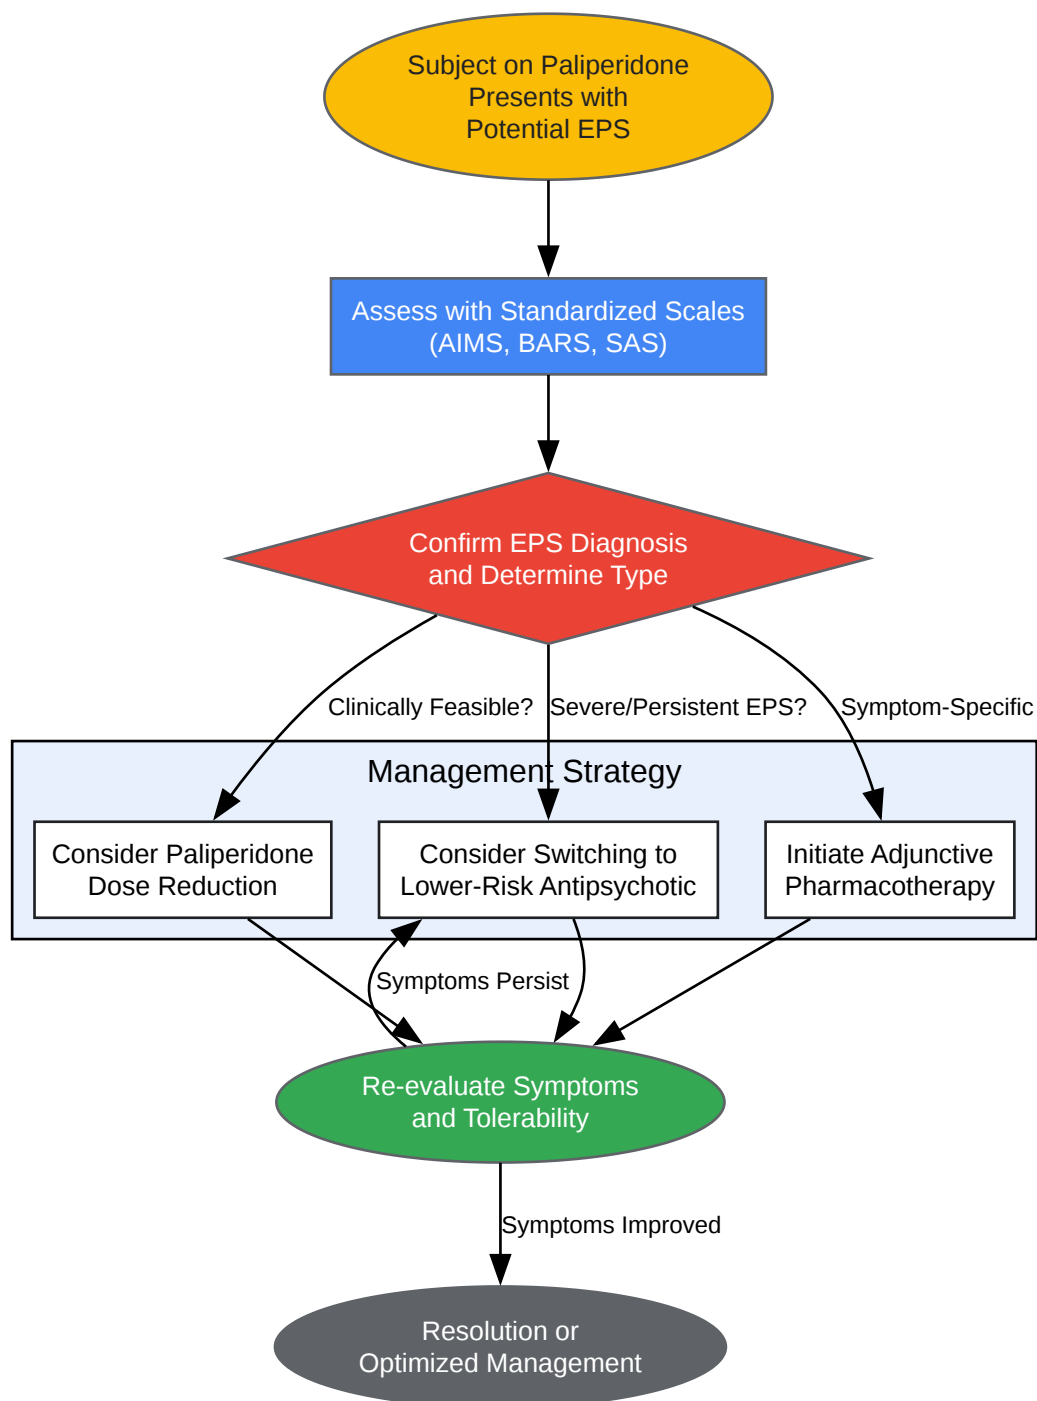 Subject on Paliperidone
Presents with
Potential EPS
Assess with Standardized Scales
(AIMS, BARS, SAS)
Confirm EPS Diagnosis
and Determine Type
Clinically Feasible?
Severe/Persistent EPS?
Symptom-Specific
Management Strategy
Consider Paliperidone
Dose Reduction
Consider Switching to
Lower-Risk Antipsychotic
Initiate Adjunctive
Pharmacotherapy
Symptoms Persist
Re-evaluate Symptoms
and Tolerability
Symptoms Improved
Resolution or
Optimized Management